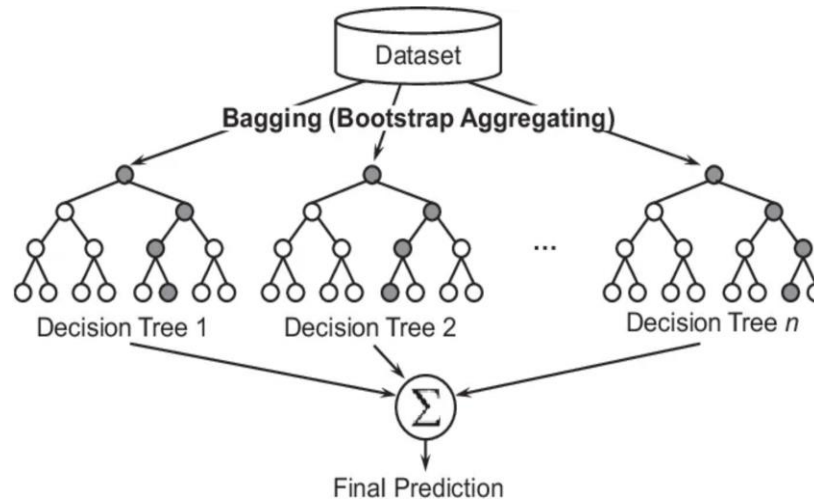 Dataset
Bagging (Bootstrap Aggregating)
...
Decision Tree 1
Decision Tree 2
Decision Tree n
Σ
Final Prediction